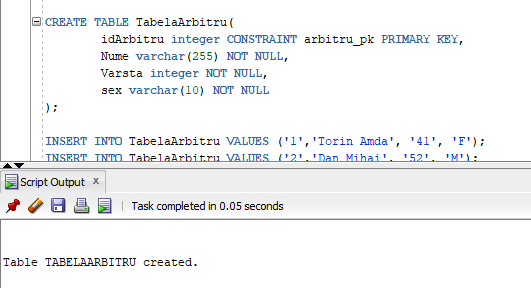 CREATE TABLE TabelaArbitru(
idArbitru integer CONSTRAINT arbitru_pk PRIMARY KEY,
Nume varchar(255) NOT NULL,
Varsta integer NOT NULL,
sex varchar(10) NOT NULL
);
INSERT INTO TabelaArbitru VALUES ('1','Torin Amda', '41', 'F');
INSERT INTO TabelaArbitru VALUES ('2','Dan Mihai', '52', 'M');
Script Output x
Task completed in 0.05 seconds
Table TABELAARBITRU created.